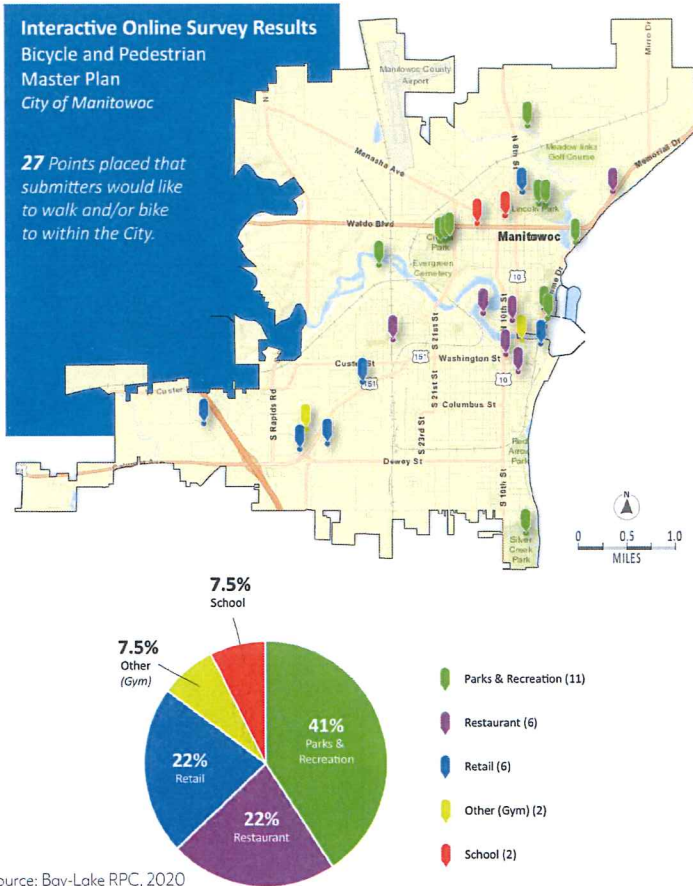 Interactive Online Survey Results
Bicycle and Pedestrian
Master Plan
City of Manitowoc
27 Points placed that
submitters would like
to walk and/or bike
to within the City.
Manitowoc County
Airport
Menasha Ave
N 8th St
Meadow links
Golf Course
Memorial Dr
Lincoln Park
Waldo Blvd
Manitowoc
Park
Evergreen
Cemetery
10
N 10th St
S 21st St
Custer St
151
Washington St
151
10
Custer
S Rapids Rd
S 21st St
Columbus St
S 23rd St
Dewey St
Red
Arrow
Park
S 10th St
Silver
Creek
Park
N
0 0.5 1.0
MILES
7.5%
School
7.5%
Other
(Gym)
41%
Parks &
Recreation
22%
Retail
22%
Restaurant
Parks & Recreation (11)
Restaurant (6)
Retail (6)
Other (Gym) (2)
School (2)
ource: Bay-Lake RPC, 2020